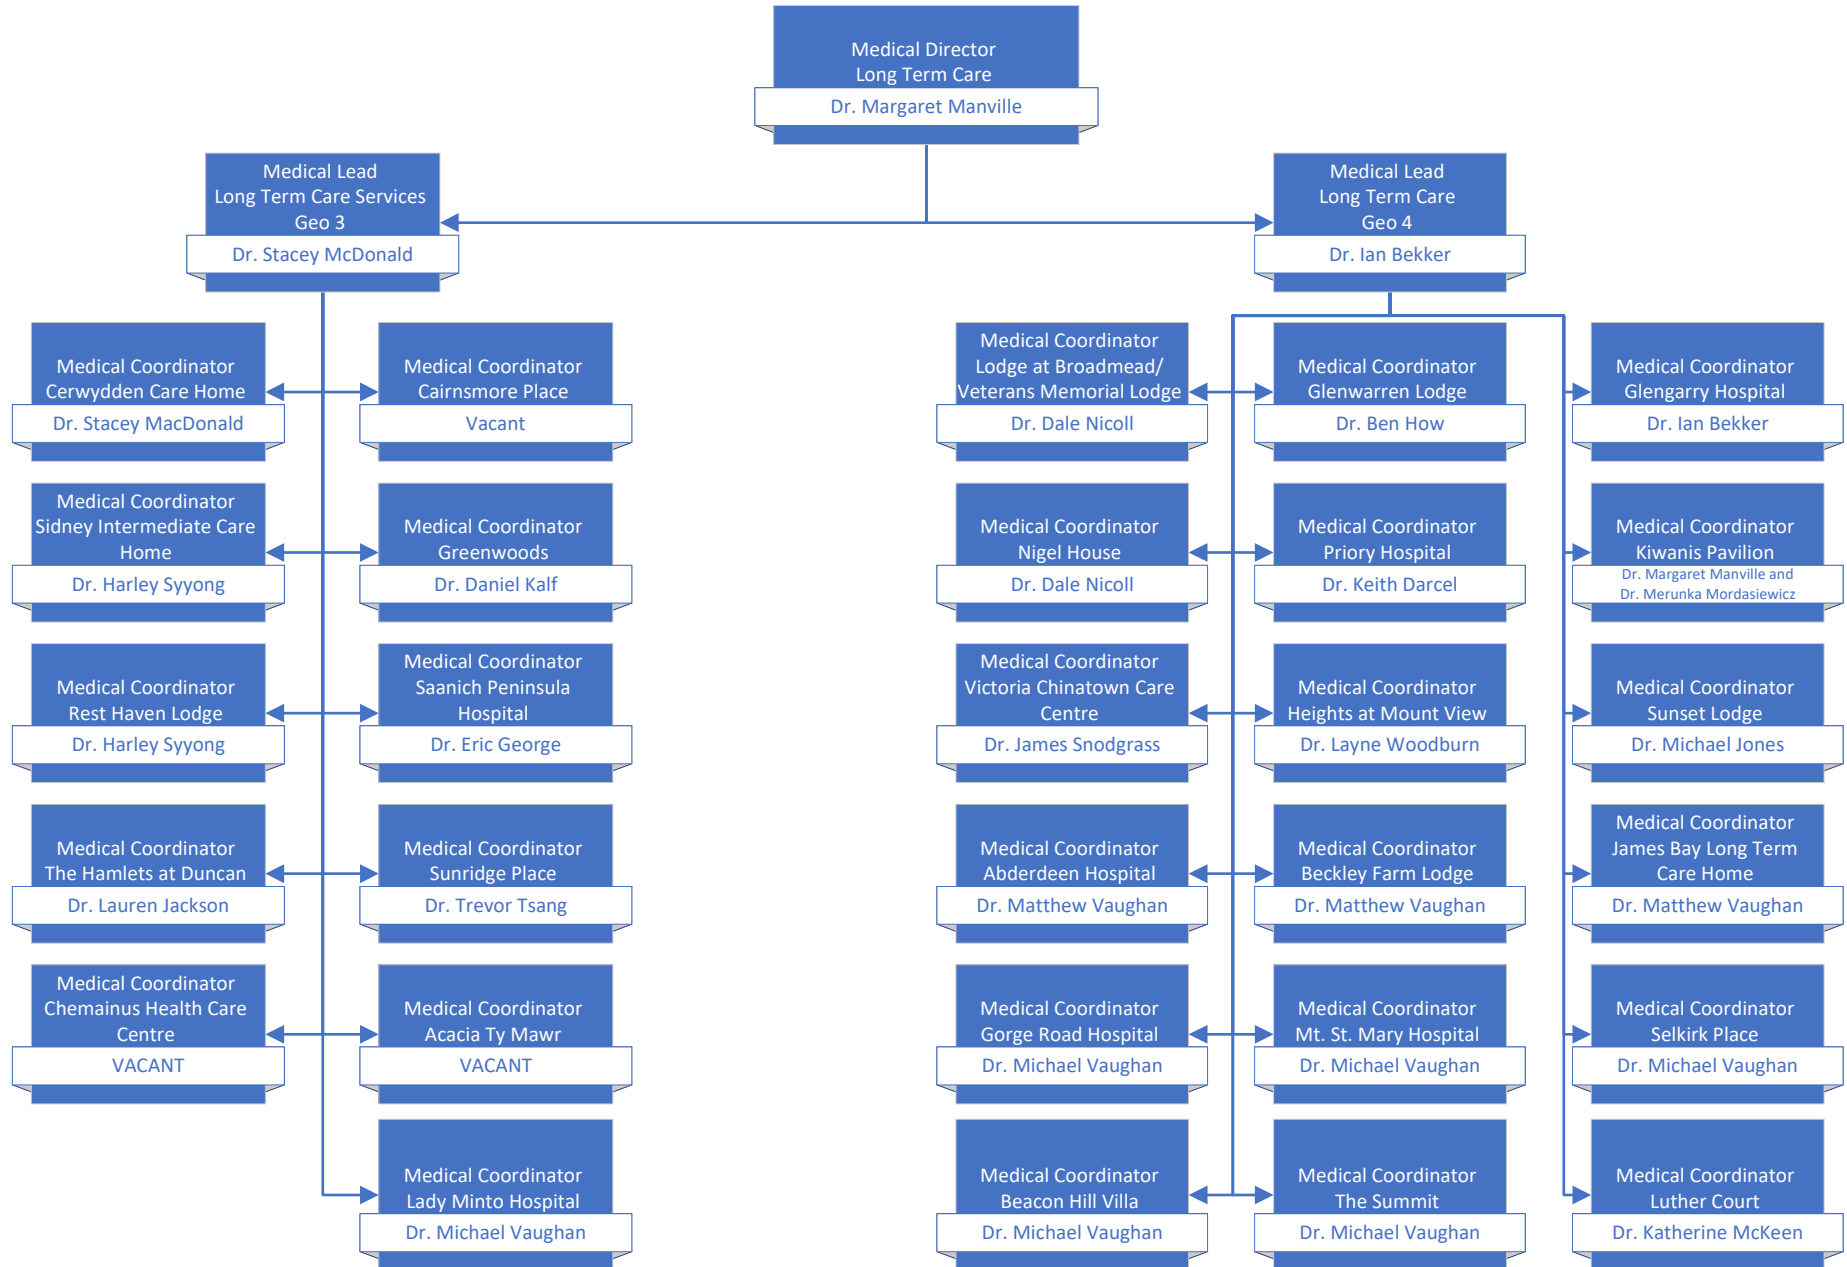 Medical Director
Long Term Care
Dr. Margaret Manville
Medical Lead
Long Term Care Services
Geo 3
Dr. Stacey McDonald
Medical Lead
Long Term Care
Geo 4
Dr. Ian Bekker
Medical Coordinator
Cerwydden Care Home
Dr. Stacey MacDonald
Medical Coordinator
Cairnsmore Place
Vacant
Medical Coordinator
Lodge at Broadmead/
Veterans Memorial Lodge
Dr. Dale Nicoll
Medical Coordinator
Glenwarren Lodge
Dr. Ben How
Medical Coordinator
Glengarry Hospital
Dr. Ian Bekker
Medical Coordinator
Sidney Intermediate Care
Home
Dr. Harley Syyong
Medical Coordinator
Greenwoods
Dr. Daniel Kalf
Medical Coordinator
Nigel House
Dr. Dale Nicoll
Medical Coordinator
Priory Hospital
Dr. Keith Darcel
Medical Coordinator
Kiwanis Pavilion
Dr. Margaret Manville and
Dr. Merunka Mordasiewicz
Medical Coordinator
Rest Haven Lodge
Dr. Harley Syyong
Medical Coordinator
Saanich Peninsula
Hospital
Dr. Eric George
Medical Coordinator
Victoria Chinatown Care
Centre
Dr. James Snodgrass
Medical Coordinator
Heights at Mount View
Dr. Layne Woodburn
Medical Coordinator
Sunset Lodge
Dr. Michael Jones
Medical Coordinator
The Hamlets at Duncan
Dr. Lauren Jackson
Medical Coordinator
Sunridge Place
Dr. Trevor Tsang
Medical Coordinator
Abderdeen Hospital
Dr. Matthew Vaughan
Medical Coordinator
Beckley Farm Lodge
Dr. Matthew Vaughan
Medical Coordinator
James Bay Long Term
Care Home
Dr. Matthew Vaughan
Medical Coordinator
Chemainus Health Care
Centre
VACANT
Medical Coordinator
Acacia Ty Mawr
VACANT
Medical Coordinator
Gorge Road Hospital
Dr. Michael Vaughan
Medical Coordinator
Mt. St. Mary Hospital
Dr. Michael Vaughan
Medical Coordinator
Selkirk Place
Dr. Michael Vaughan
Medical Coordinator
Lady Minto Hospital
Dr. Michael Vaughan
Medical Coordinator
Beacon Hill Villa
Dr. Michael Vaughan
Medical Coordinator
The Summit
Dr. Michael Vaughan
Medical Coordinator
Luther Court
Dr. Katherine McKeen